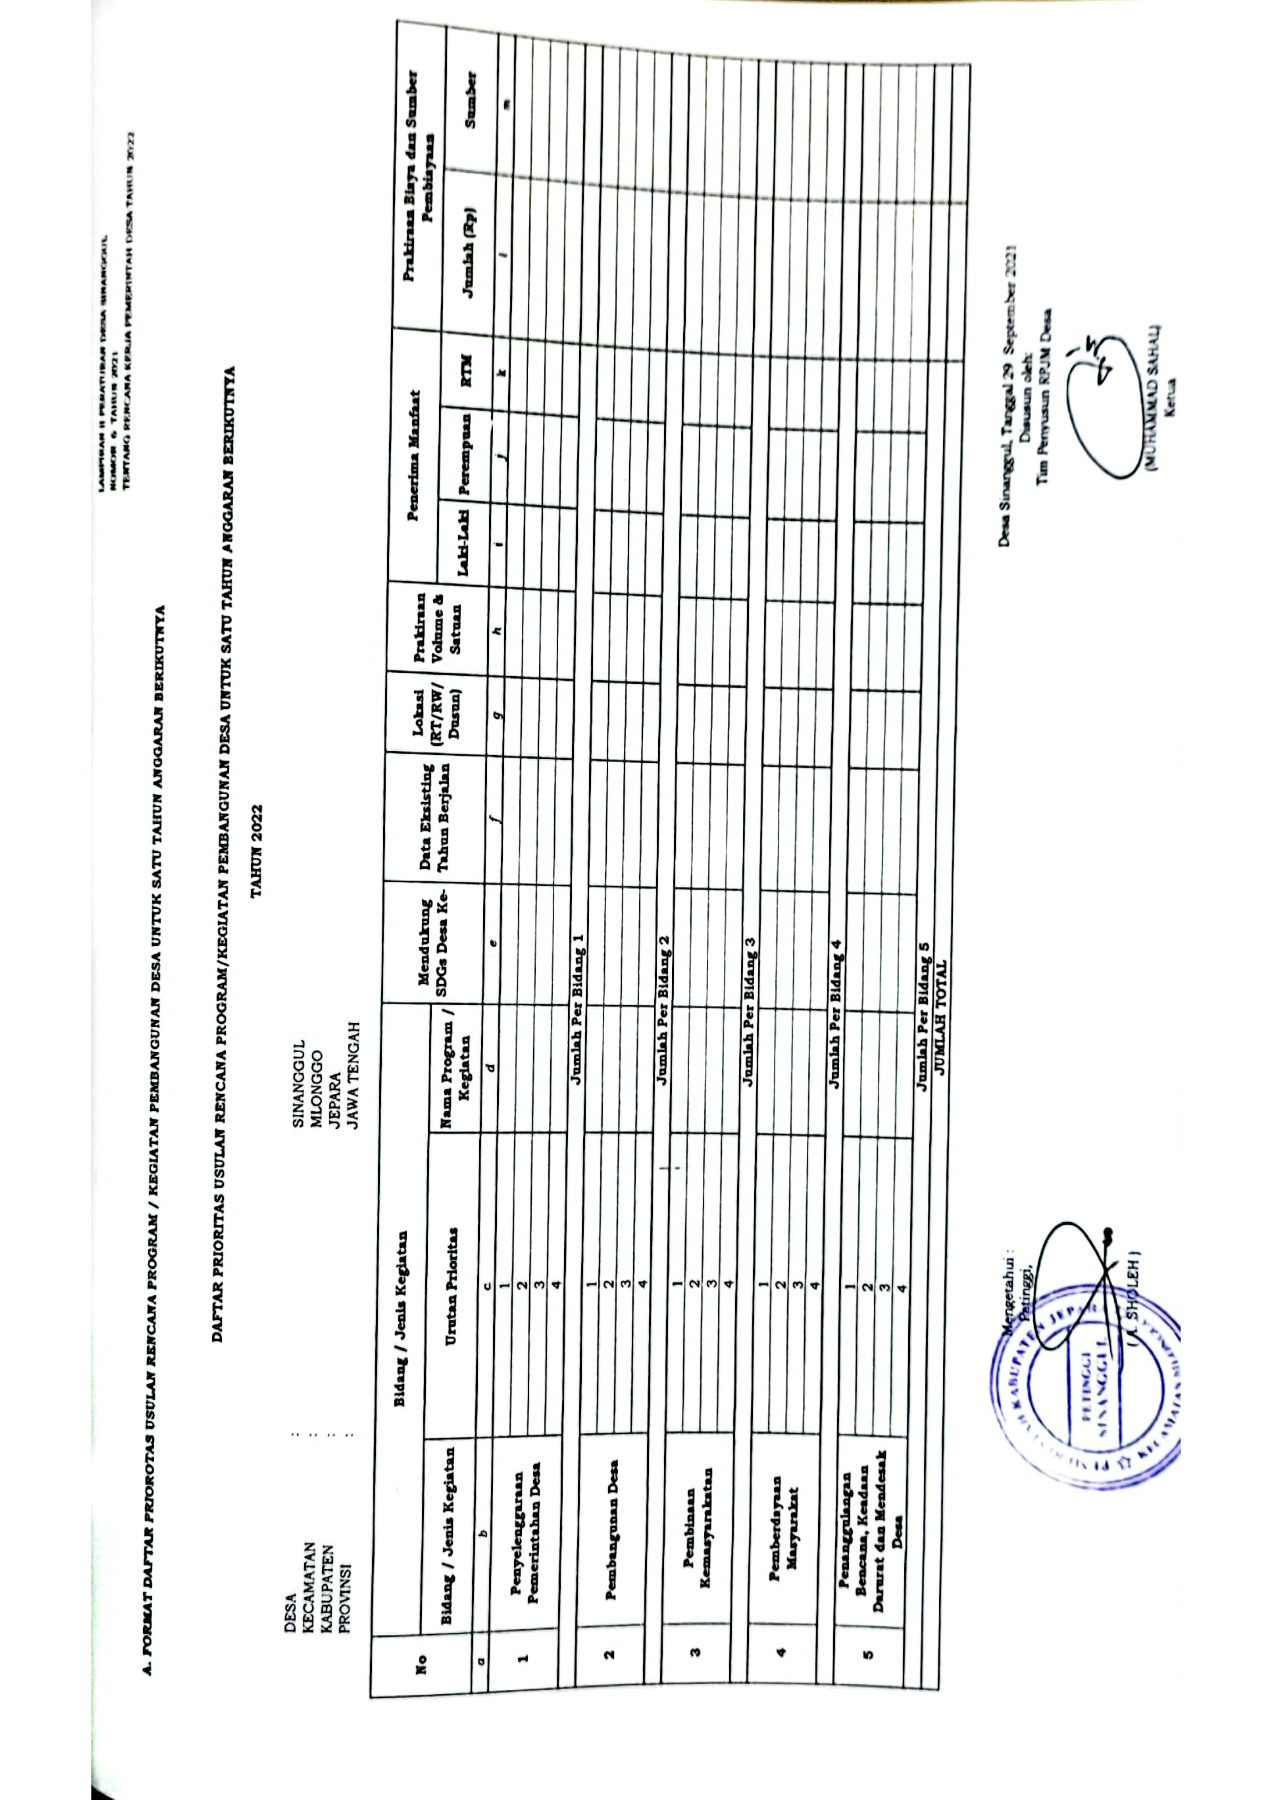 LAMPIRAN II PERATURAN DESA SINANGGUL
NOMOR 6 TAHUN 2021
TENTANG RENCANA KERJA PEMERINTAH DESA TAHUN 2022
A. FORMAT DAFTAR PRIOROTAS USULAN RENCANA PROGRAM / KEGIATAN PEMBANGUNAN DESA UNTUK SATU TAHUN ANGGARAN BERIKUTNYA
DAFTAR PRIORITAS USULAN RENCANA PROGRAM/KEGIATAN PEMBANGUNAN DESA UNTUK SATU TAHUN ANGGARAN BERIKUTNYA
TAHUN 2022
DESA : SINANGGUL
KECAMATAN : MLONGGO
KABUPATEN : JEPARA
PROVINSI : JAWA TENGAH
No
Bidang / Jenis Kegiatan
Mendukung
SDGs Desa Ke-
Data Eksisting
Tahun Berjalan
Lokasi
(RT/RW/
Dusun)
Prakiraan
Volume &
Satuan
Penerima Manfaat
Prakiraan Biaya dan Sumber
Pembiayaan
Bidang / Jenis Kegiatan
Urutan Prioritas
Nama Program /
Kegiatan
Laki-Laki
Perempuan
RTM
Jumlah (Rp)
Sumber
a b c d e f g h i j k l m
1
Penyelenggaraan
Pemerintahan Desa
1
2
3
4
Jumlah Per Bidang 1
2
Pembangunan Desa
1
2
3
4
Jumlah Per Bidang 2
3
Pembinaan
Kemasyarakatan
1
2
3
4
Jumlah Per Bidang 3
4
Pemberdayaan
Masyarakat
1
2
3
4
Jumlah Per Bidang 4
5
Penanggulangan
Bencana, Keadaan
Darurat dan Mendesak
Desa
1
2
3
4
Jumlah Per Bidang 5
JUMLAH TOTAL
Mengetahui :
Petinggi,
PETINGGI
SINANGGUL
( A. SHOLEH )
Desa Sinanggul, Tanggal 29 September 2021
Disusun oleh:
Tim Penyusun RPJM Desa
(MUHAMMAD SAHAL)
Ketua